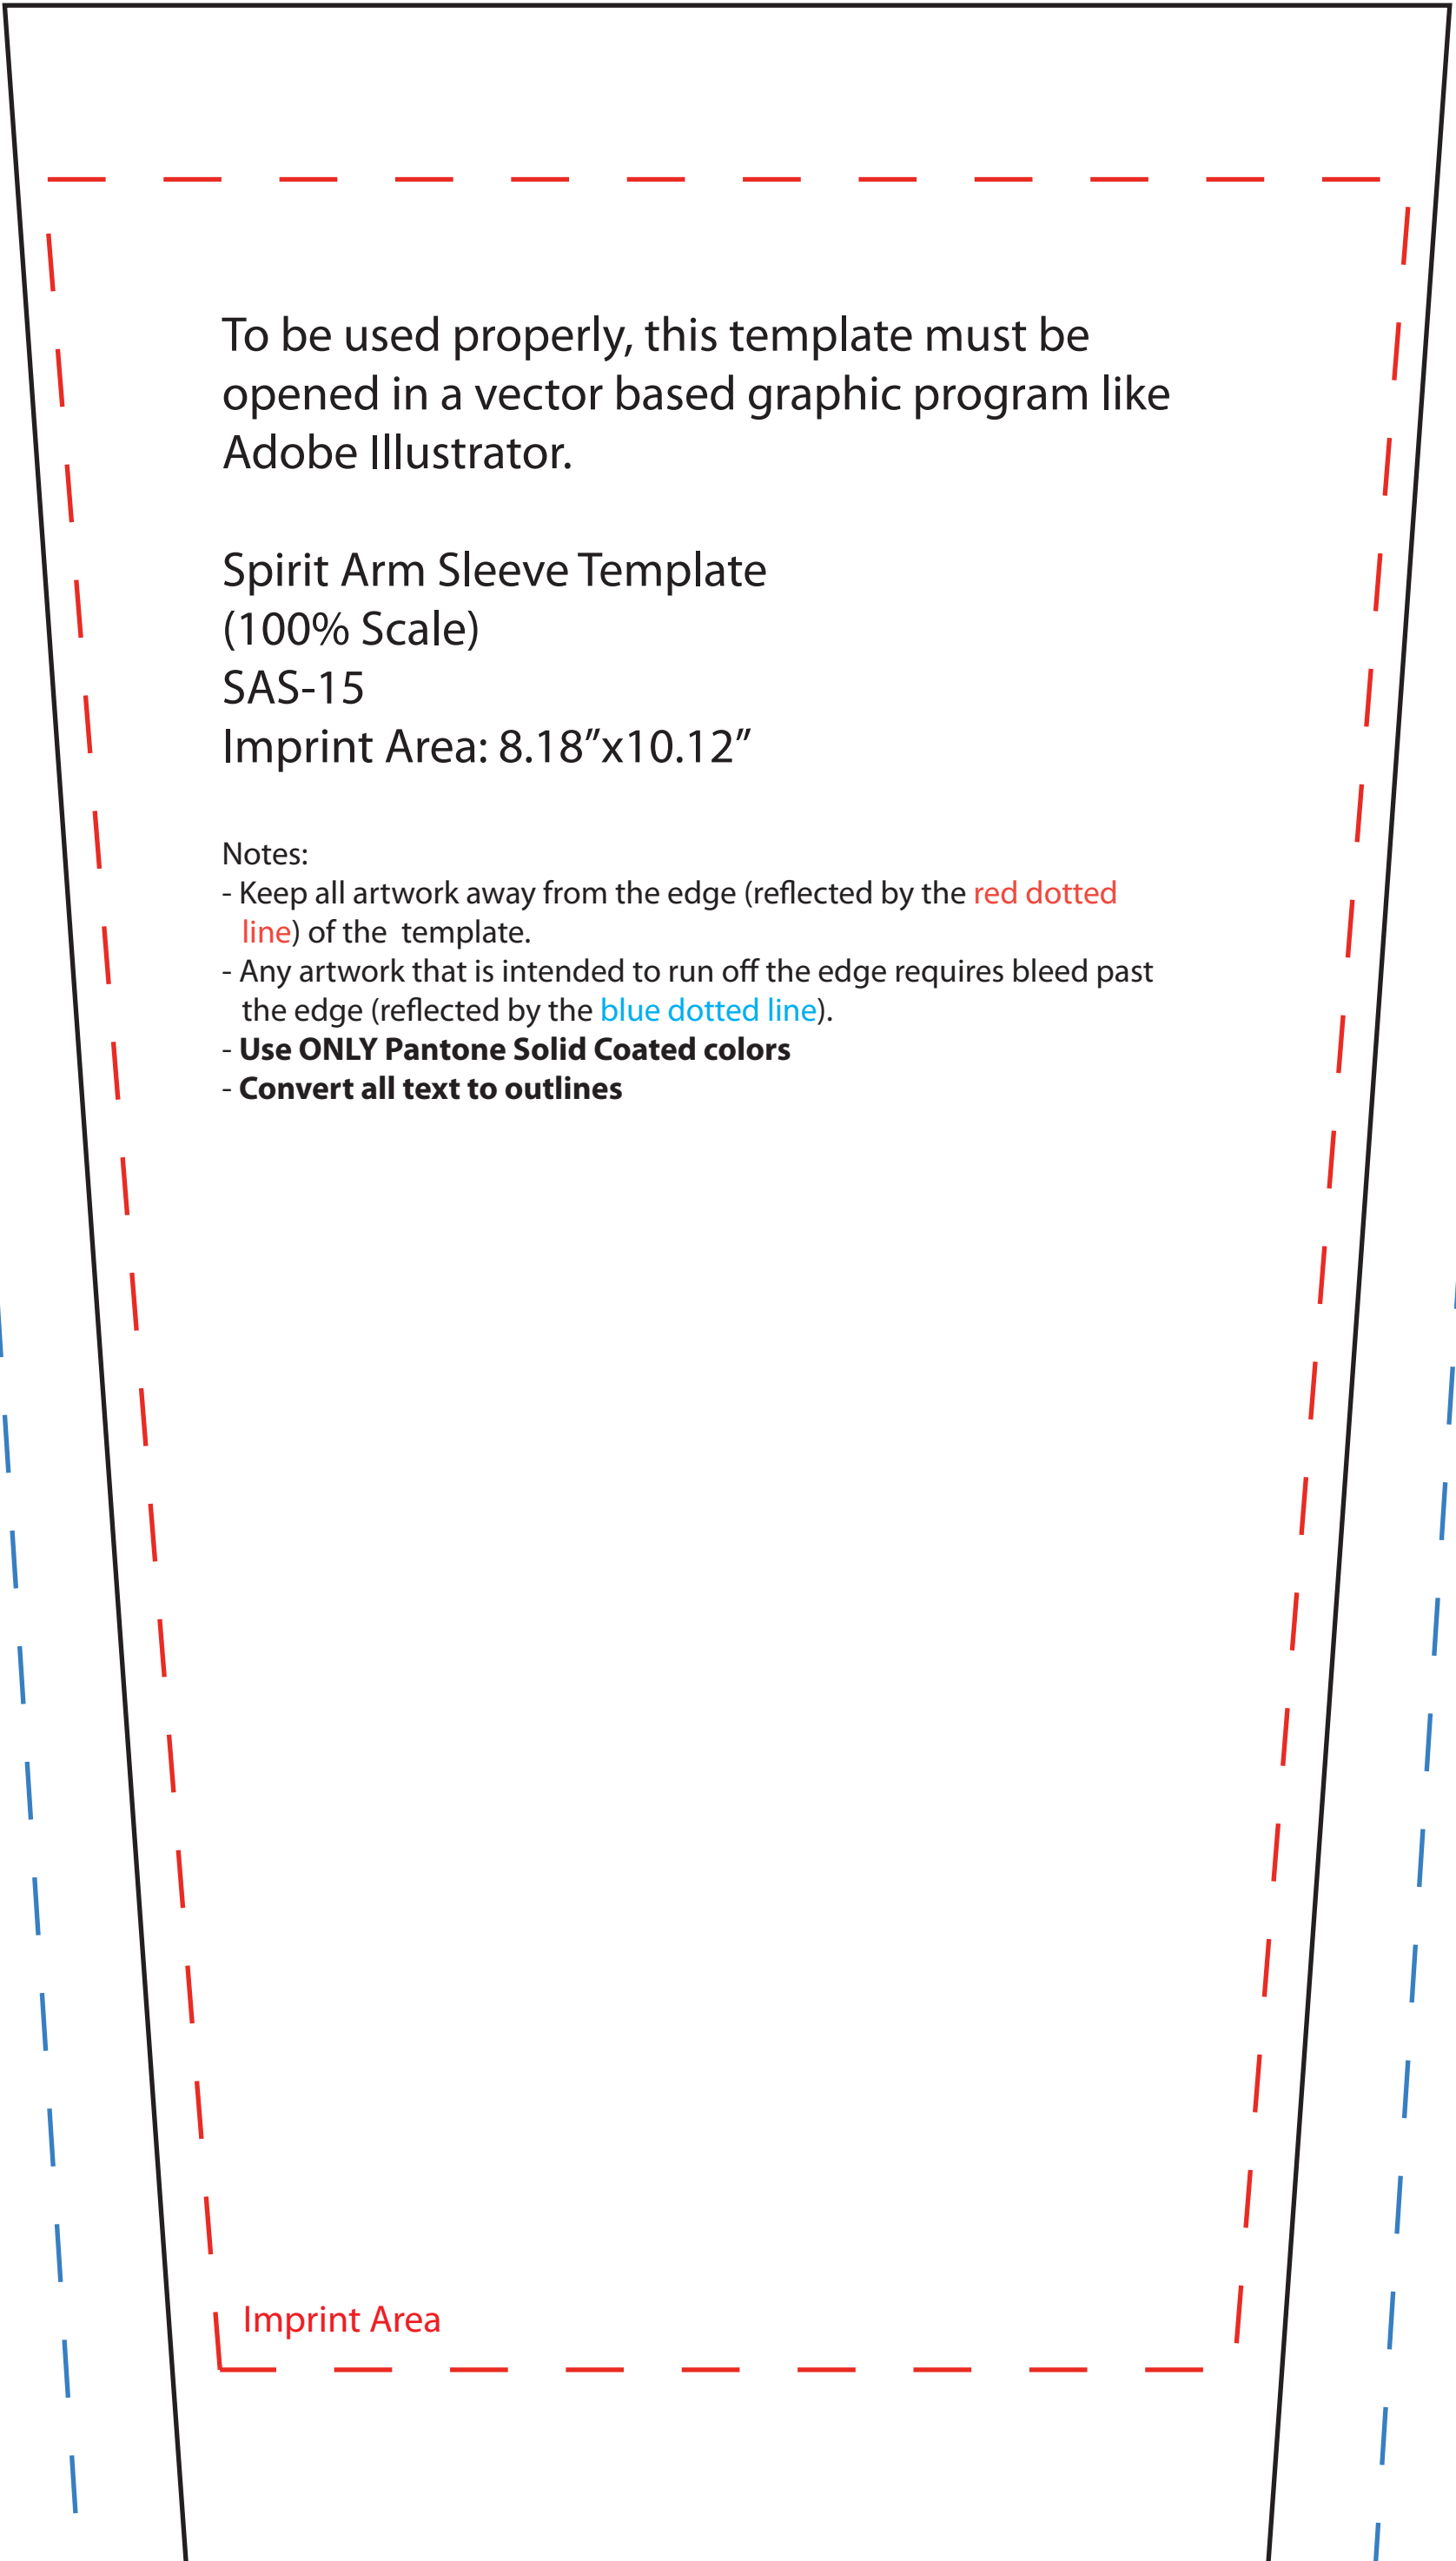 To be used properly, this template must be
opened in a vector based graphic program like
Adobe Illustrator.
Spirit Arm Sleeve Template
(100% Scale)
SAS-15
Imprint Area: 8.18”x10.12”
Notes:
- Keep all artwork away from the edge (reflected by the red dotted
line) of the  template.
- Any artwork that is intended to run off the edge requires bleed past
the edge (reflected by the blue dotted line).
- Use ONLY Pantone Solid Coated colors
- Convert all text to outlines
Imprint Area